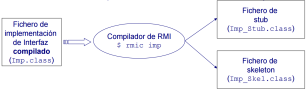 Fichero de
implementación
de Interfaz
compilado
(Imp.class)
Compilador de RMI
$ rmic imp
Fichero de
stub
(Imp_Stub.class)
Fichero de
skeleton
(Imp_Skel.class)